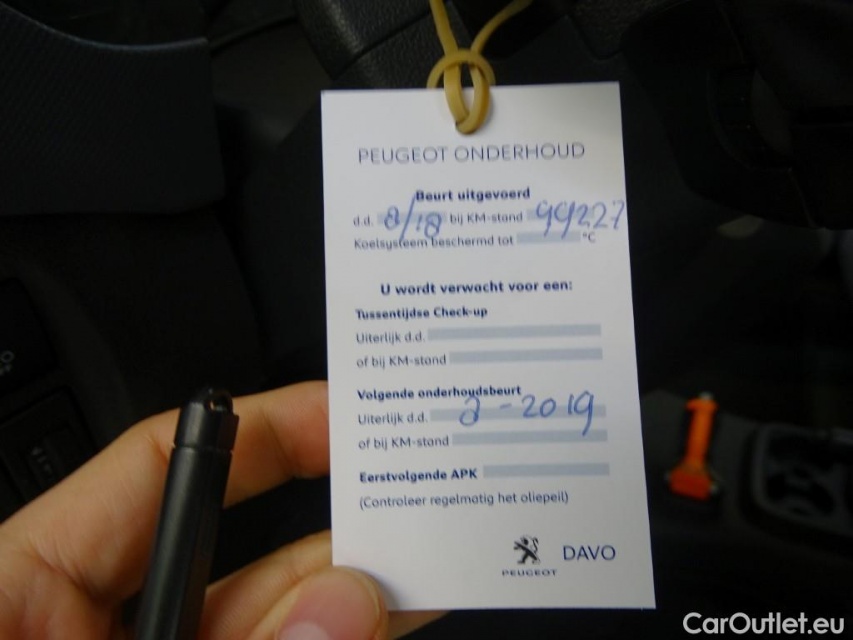 PEUGEOT ONDERHOUD
Beurt uitgevoerd
d.d. 8/18 bij KM-stand 99227
Koelsysteem beschermd tot °C
U wordt verwacht voor een:
Tussentijdse Check-up
Uiterlijk d.d.
of bij KM-stand
Volgende onderhoudsbeurt
Uiterlijk d.d. -2019
of bij KM-stand
Eerstvolgende APK
(Controleer regelmatig het oliepeil)
PEUGEOT
DAVO
CarOutlet.eu